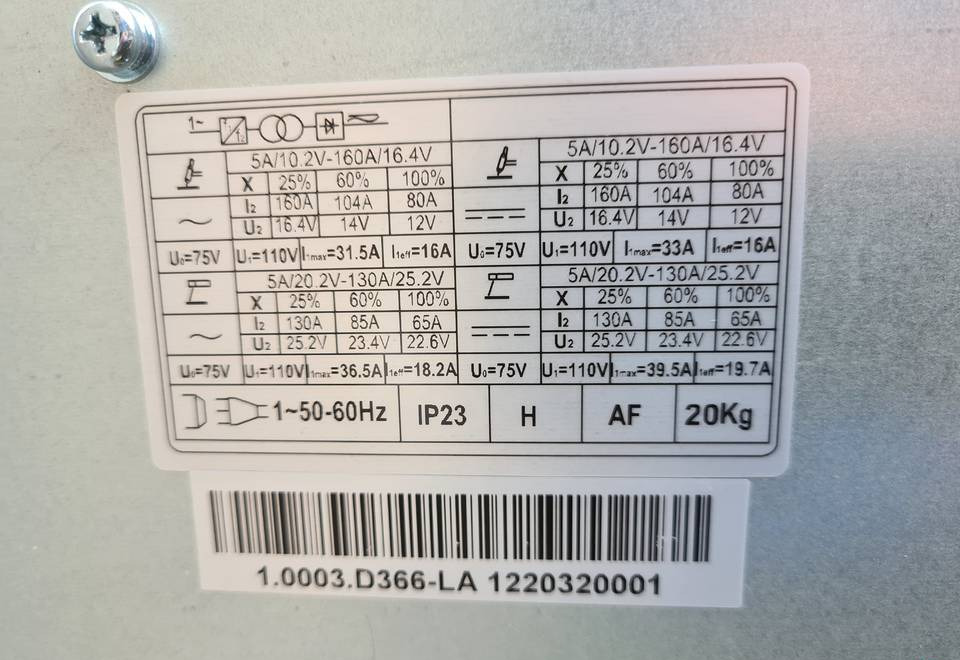 1~ f1 f2
5A/10.2V-160A/16.4V 5A/10.2V-160A/16.4V
X 25% 60% 100% X 25% 60% 100%
I2 160A 104A 80A I2 160A 104A 80A
U2 16.4V 14V 12V U2 16.4V 14V 12V
U0=75V U1=110V I1max=31.5A I1eff=16A U0=75V U1=110V I1max=33A I1eff=16A
5A/20.2V-130A/25.2V 5A/20.2V-130A/25.2V
X 25% 60% 100% X 25% 60% 100%
I2 130A 85A 65A I2 130A 85A 65A
U2 25.2V 23.4V 22.6V U2 25.2V 23.4V 22.6V
U0=75V U1=110V I1max=36.5A I1eff=18.2A U0=75V U1=110V I1max=39.5A I1eff=19.7A
1~50-60Hz IP23 H AF 20Kg
1.0003.D366-LA 1220320001